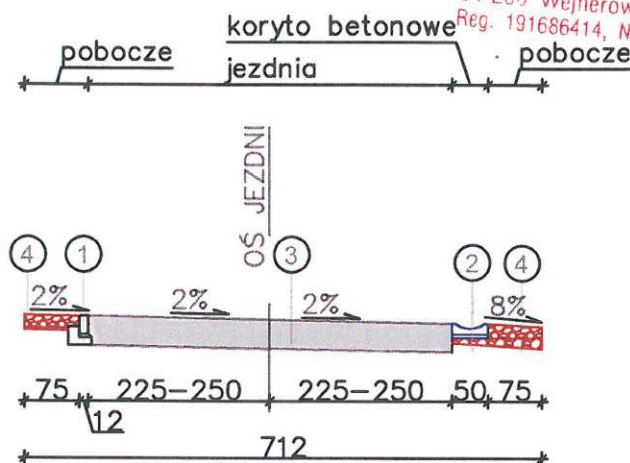 Wejherow
Reg. 191686414, N
koryto betonowe
pobocze
jezdnia
pobocze
OŚ JEZDNI
4
1
3
2
4
2%
2%
2%
8%
75
225-250
225-250
50
75
12
712